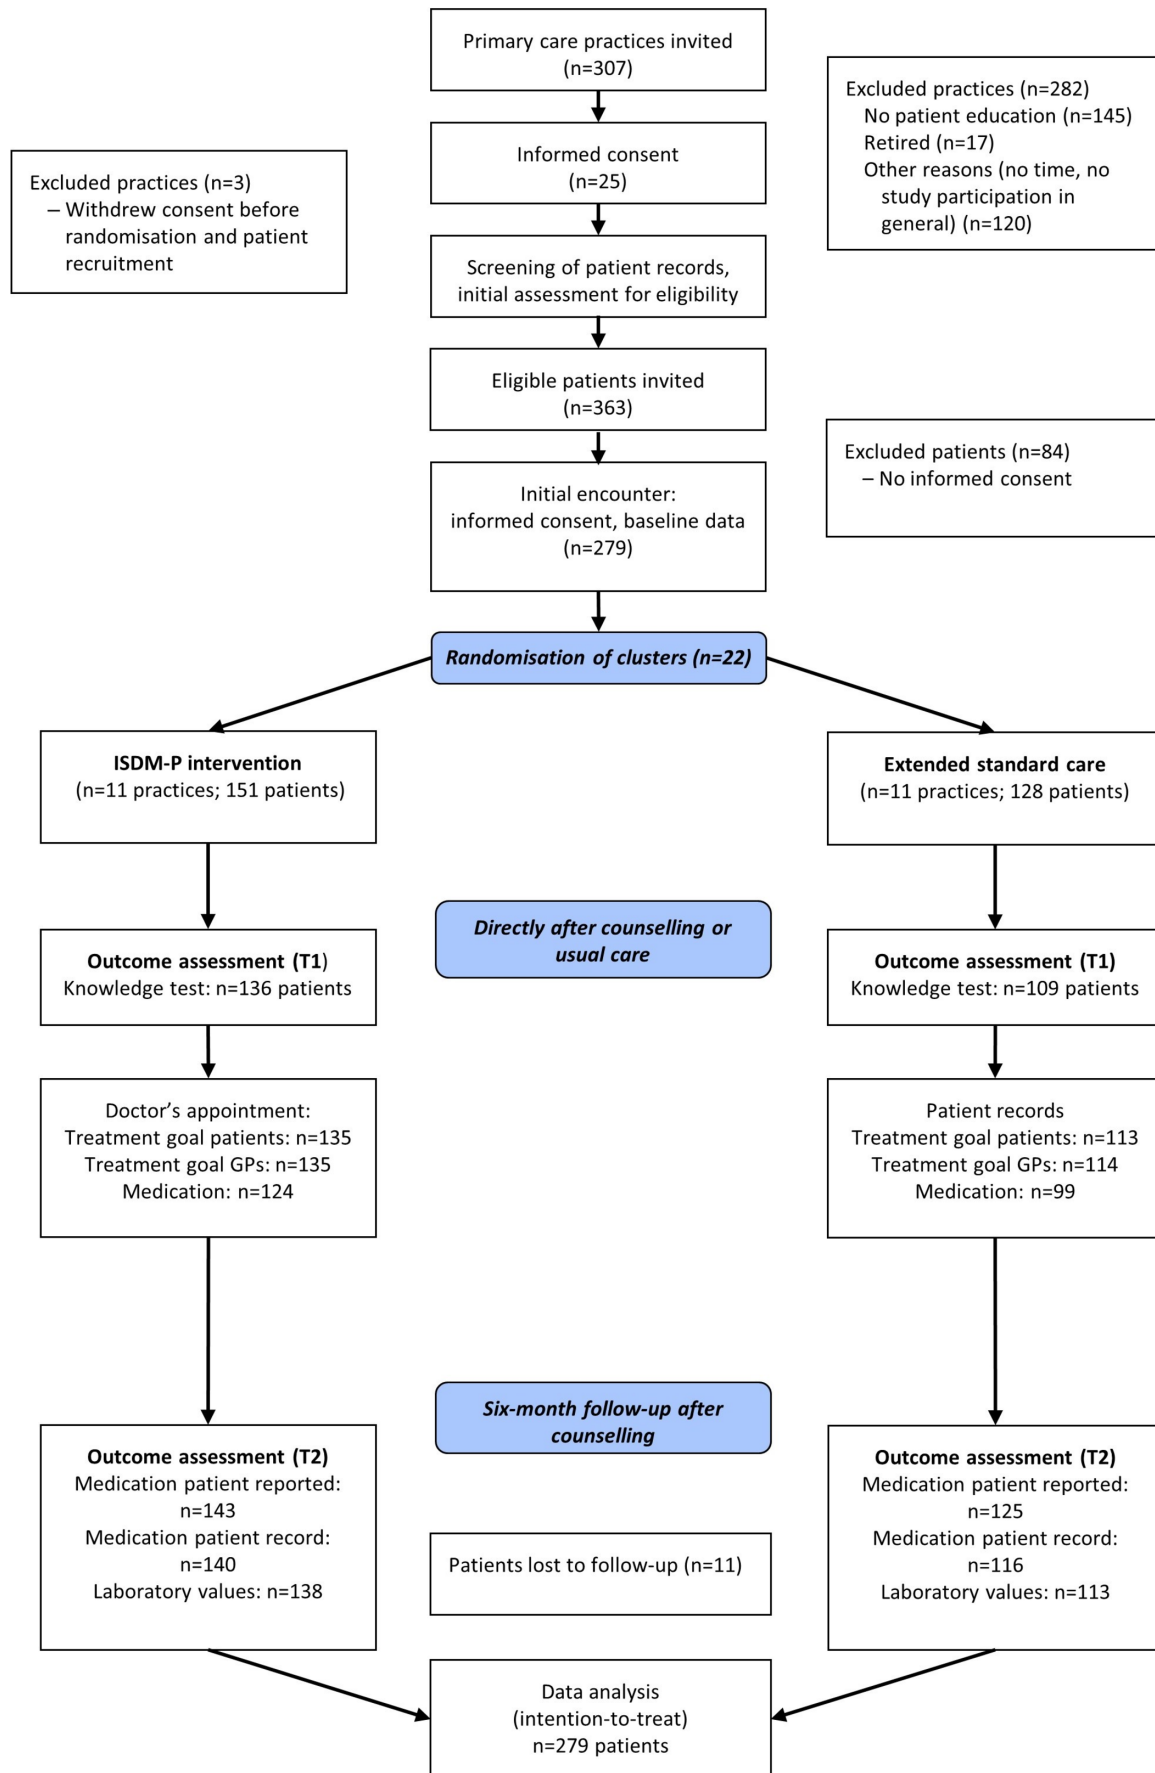 Primary care practices invited
(n=307)
Excluded practices (n=282)
No patient education (n=145)
Retired (n=17)
Other reasons (no time, no
study participation in
general) (n=120)
Informed consent
(n=25)
Excluded practices (n=3)
– Withdrew consent before
randomisation and patient
recruitment
Screening of patient records,
initial assessment for eligibility
Eligible patients invited
(n=363)
Excluded patients (n=84)
– No informed consent
Initial encounter:
informed consent, baseline data
(n=279)
Randomisation of clusters (n=22)
ISDM-P intervention
(n=11 practices; 151 patients)
Extended standard care
(n=11 practices; 128 patients)
Directly after counselling or
usual care
Outcome assessment (T1)
Knowledge test: n=136 patients
Outcome assessment (T1)
Knowledge test: n=109 patients
Doctor’s appointment:
Treatment goal patients: n=135
Treatment goal GPs: n=135
Medication: n=124
Patient records
Treatment goal patients: n=113
Treatment goal GPs: n=114
Medication: n=99
Six-month follow-up after
counselling
Outcome assessment (T2)
Medication patient reported:
n=143
Medication patient record:
n=140
Laboratory values: n=138
Outcome assessment (T2)
Medication patient reported:
n=125
Medication patient record:
n=116
Laboratory values: n=113
Patients lost to follow-up (n=11)
Data analysis
(intention-to-treat)
n=279 patients